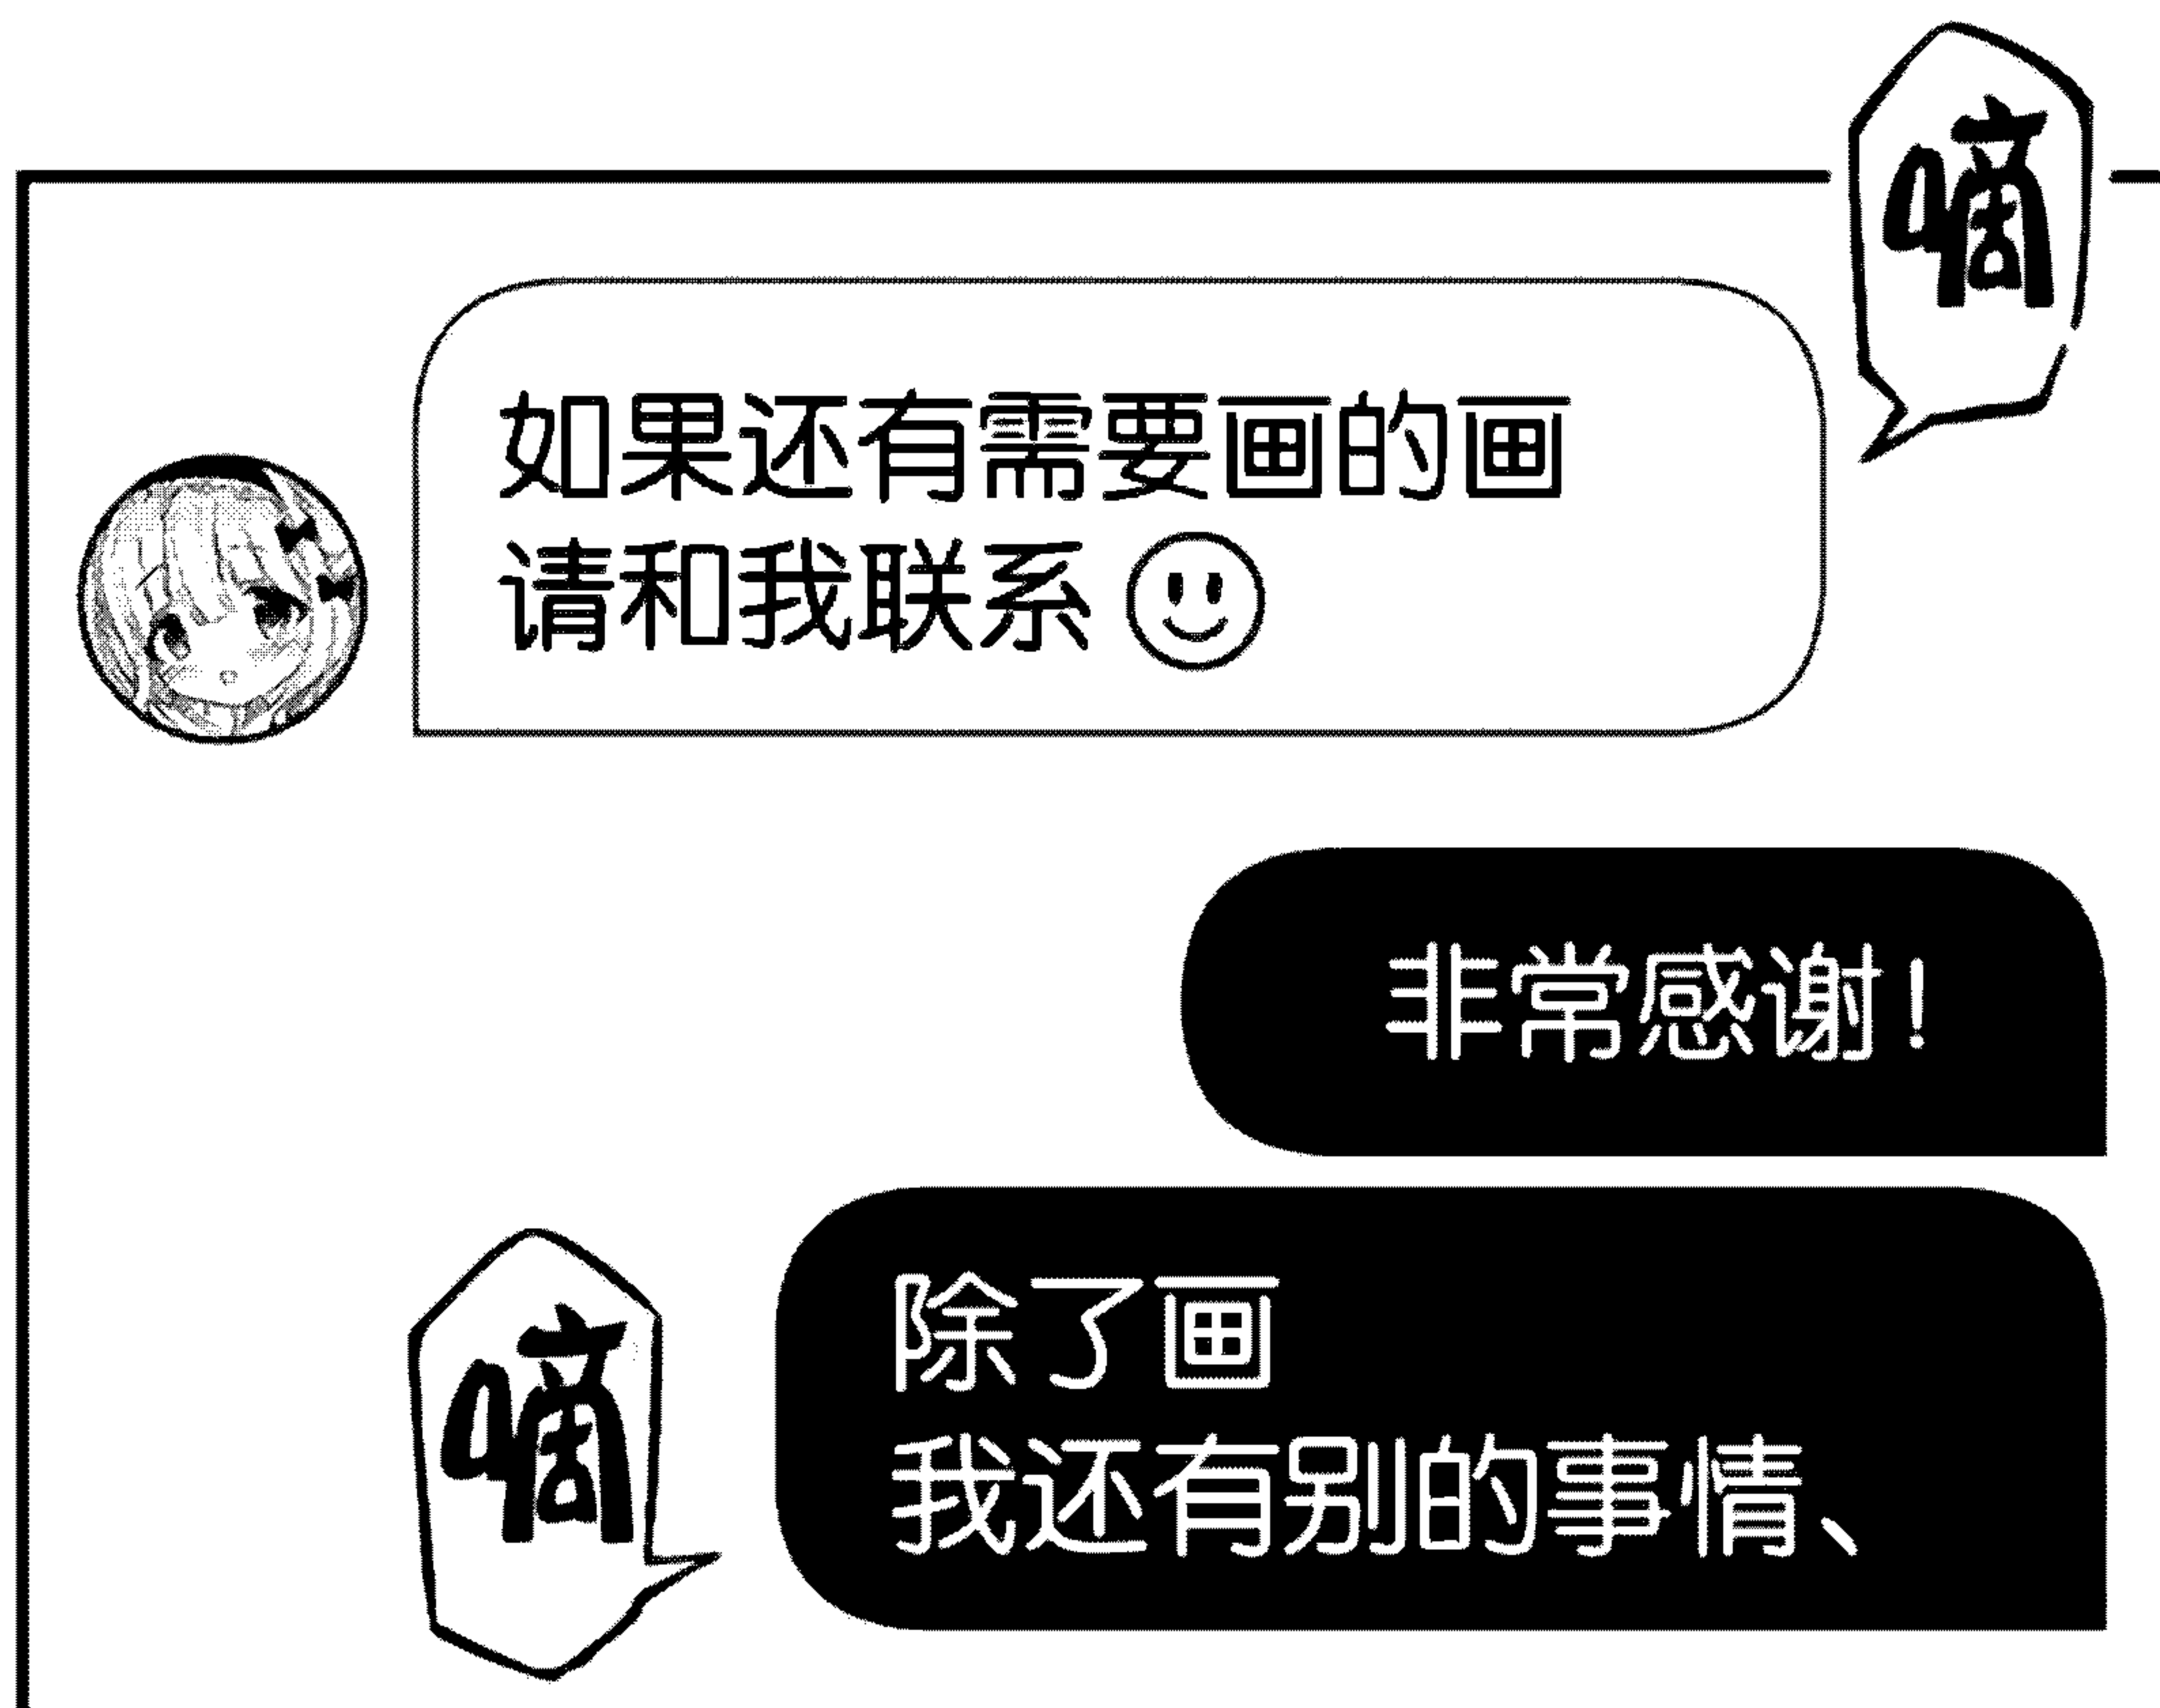 嘀
如果还有需要画的画
请和我联系
非常感谢！
嘀
除了画
我还有别的事情、